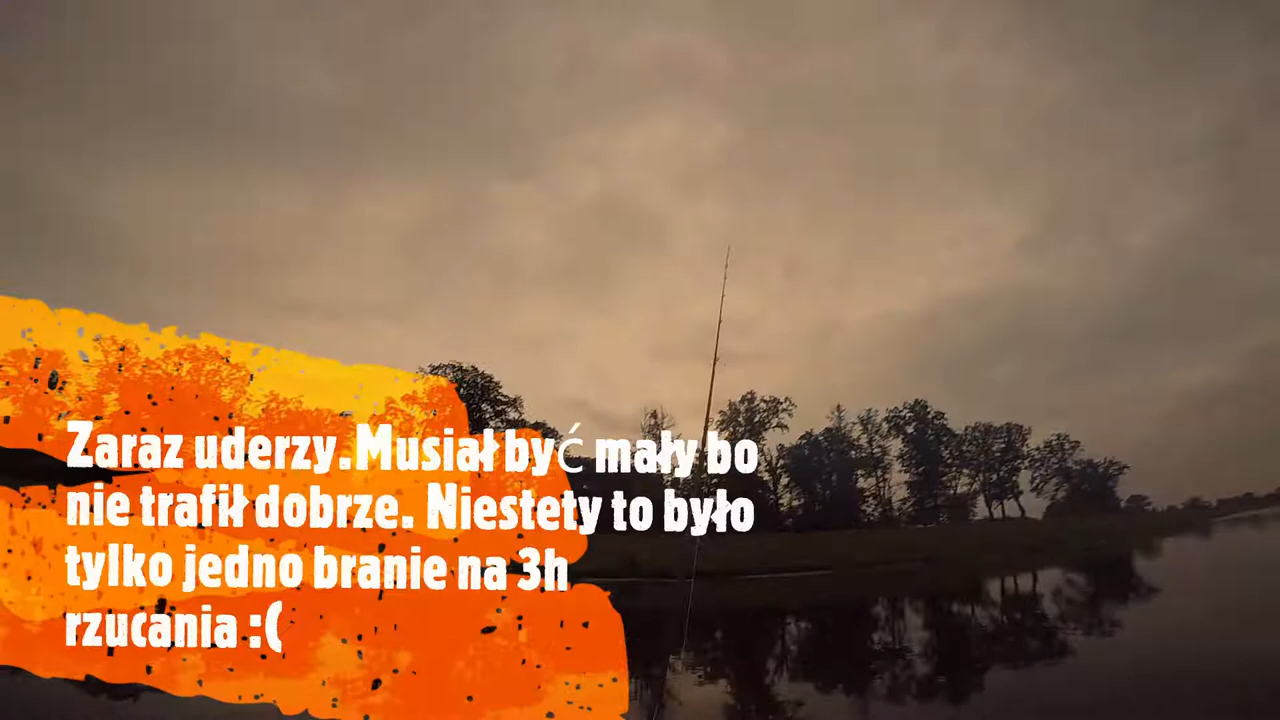 Zaraz uderzy.Musiał być mały bo
nie trafił dobrze. Niestety to było
tylko jedno branie na 3h
rzucania :(